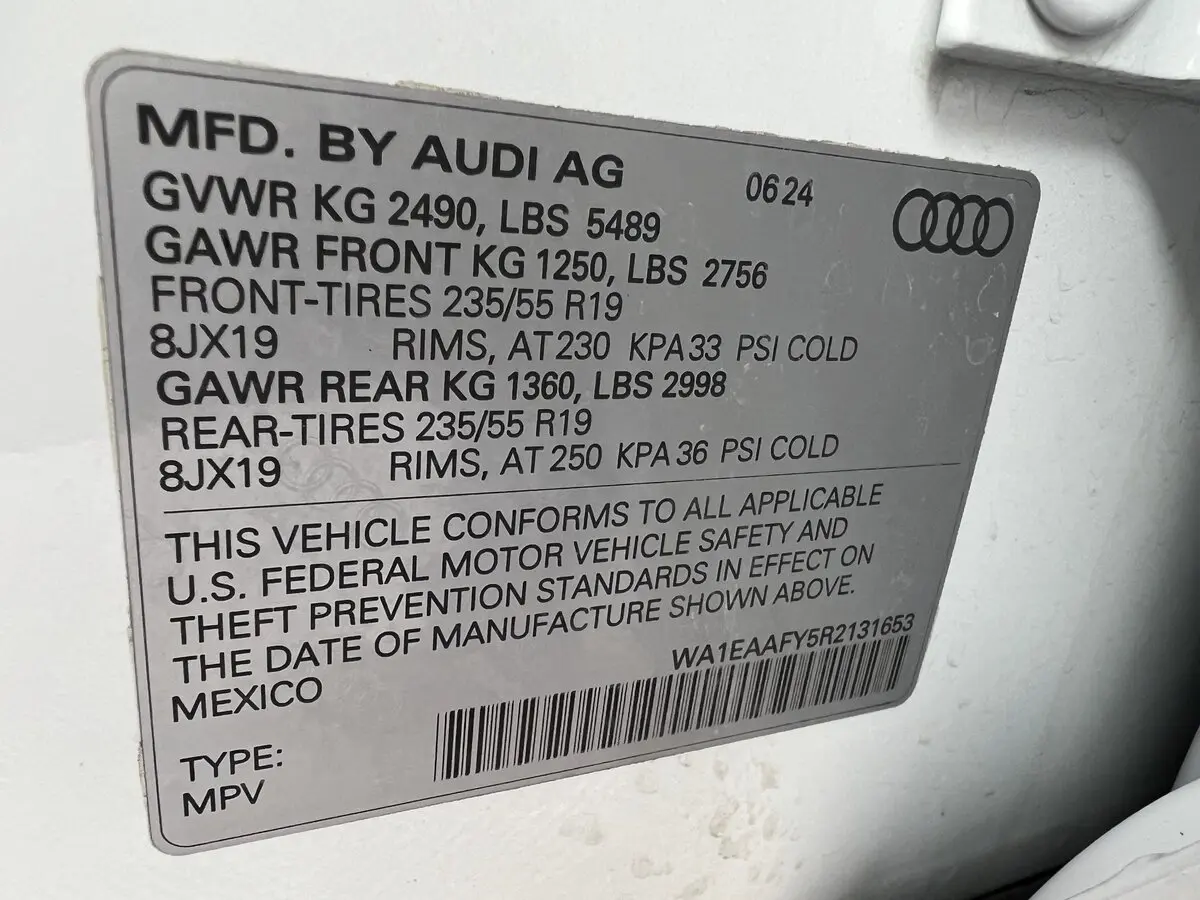 MFD. BY AUDI AG 06 24
GVWR KG 2490, LBS 5489
GAWR FRONT KG 1250, LBS 2756
FRONT-TIRES 235/55 R19
8JX19 RIMS, AT 230 KPA 33 PSI COLD
GAWR REAR KG 1360, LBS 2998
REAR-TIRES 235/55 R19
8JX19 RIMS, AT 250 KPA 36 PSI COLD
THIS VEHICLE CONFORMS TO ALL APPLICABLE
U.S. FEDERAL MOTOR VEHICLE SAFETY AND
THEFT PREVENTION STANDARDS IN EFFECT ON
THE DATE OF MANUFACTURE SHOWN ABOVE.
MEXICO WA1EAAFY5R2131653
TYPE:
MPV